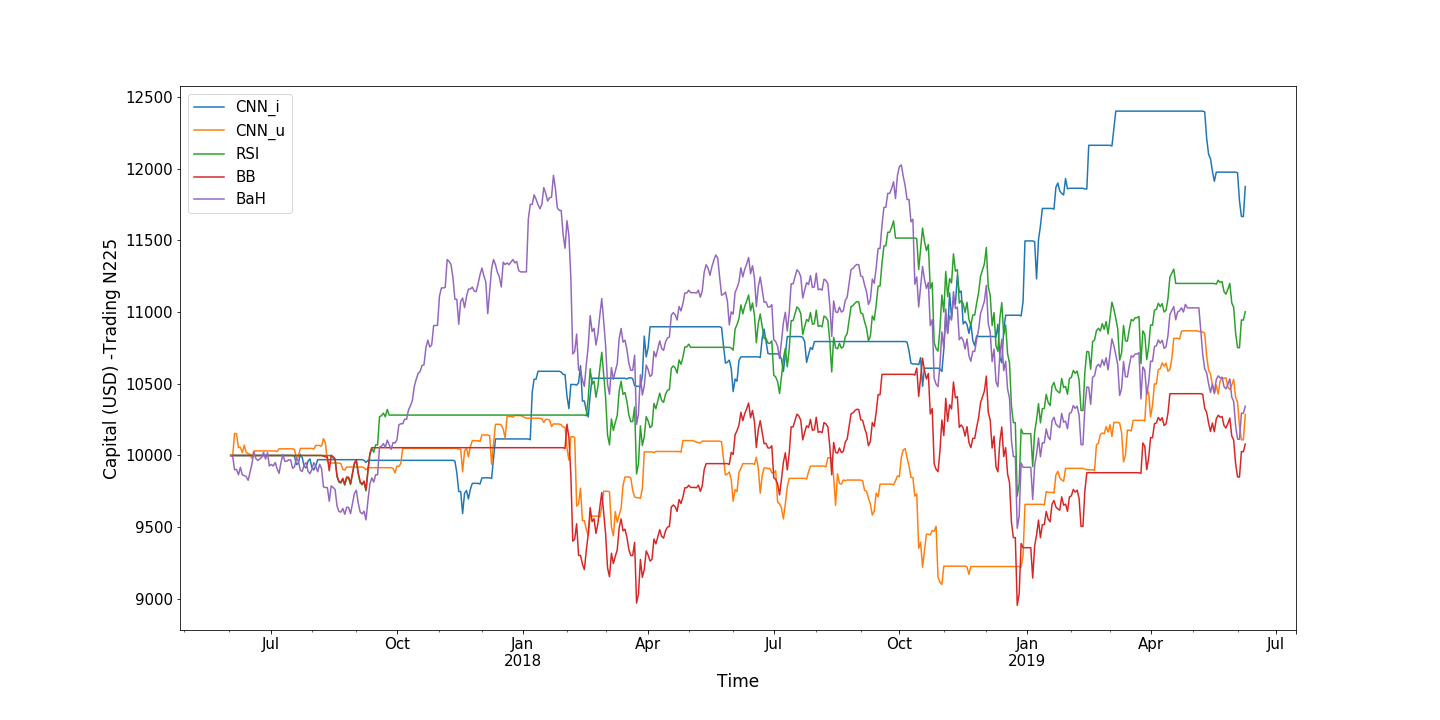 Capital (USD) -Trading N225
12500
12000
11500
11000
10500
10000
9500
9000
CNN_i
CNN_u
RSI
BB
BaH
Jul
Oct
Jan
2018
Apr
Jul
Oct
Jan
2019
Apr
Jul
Time